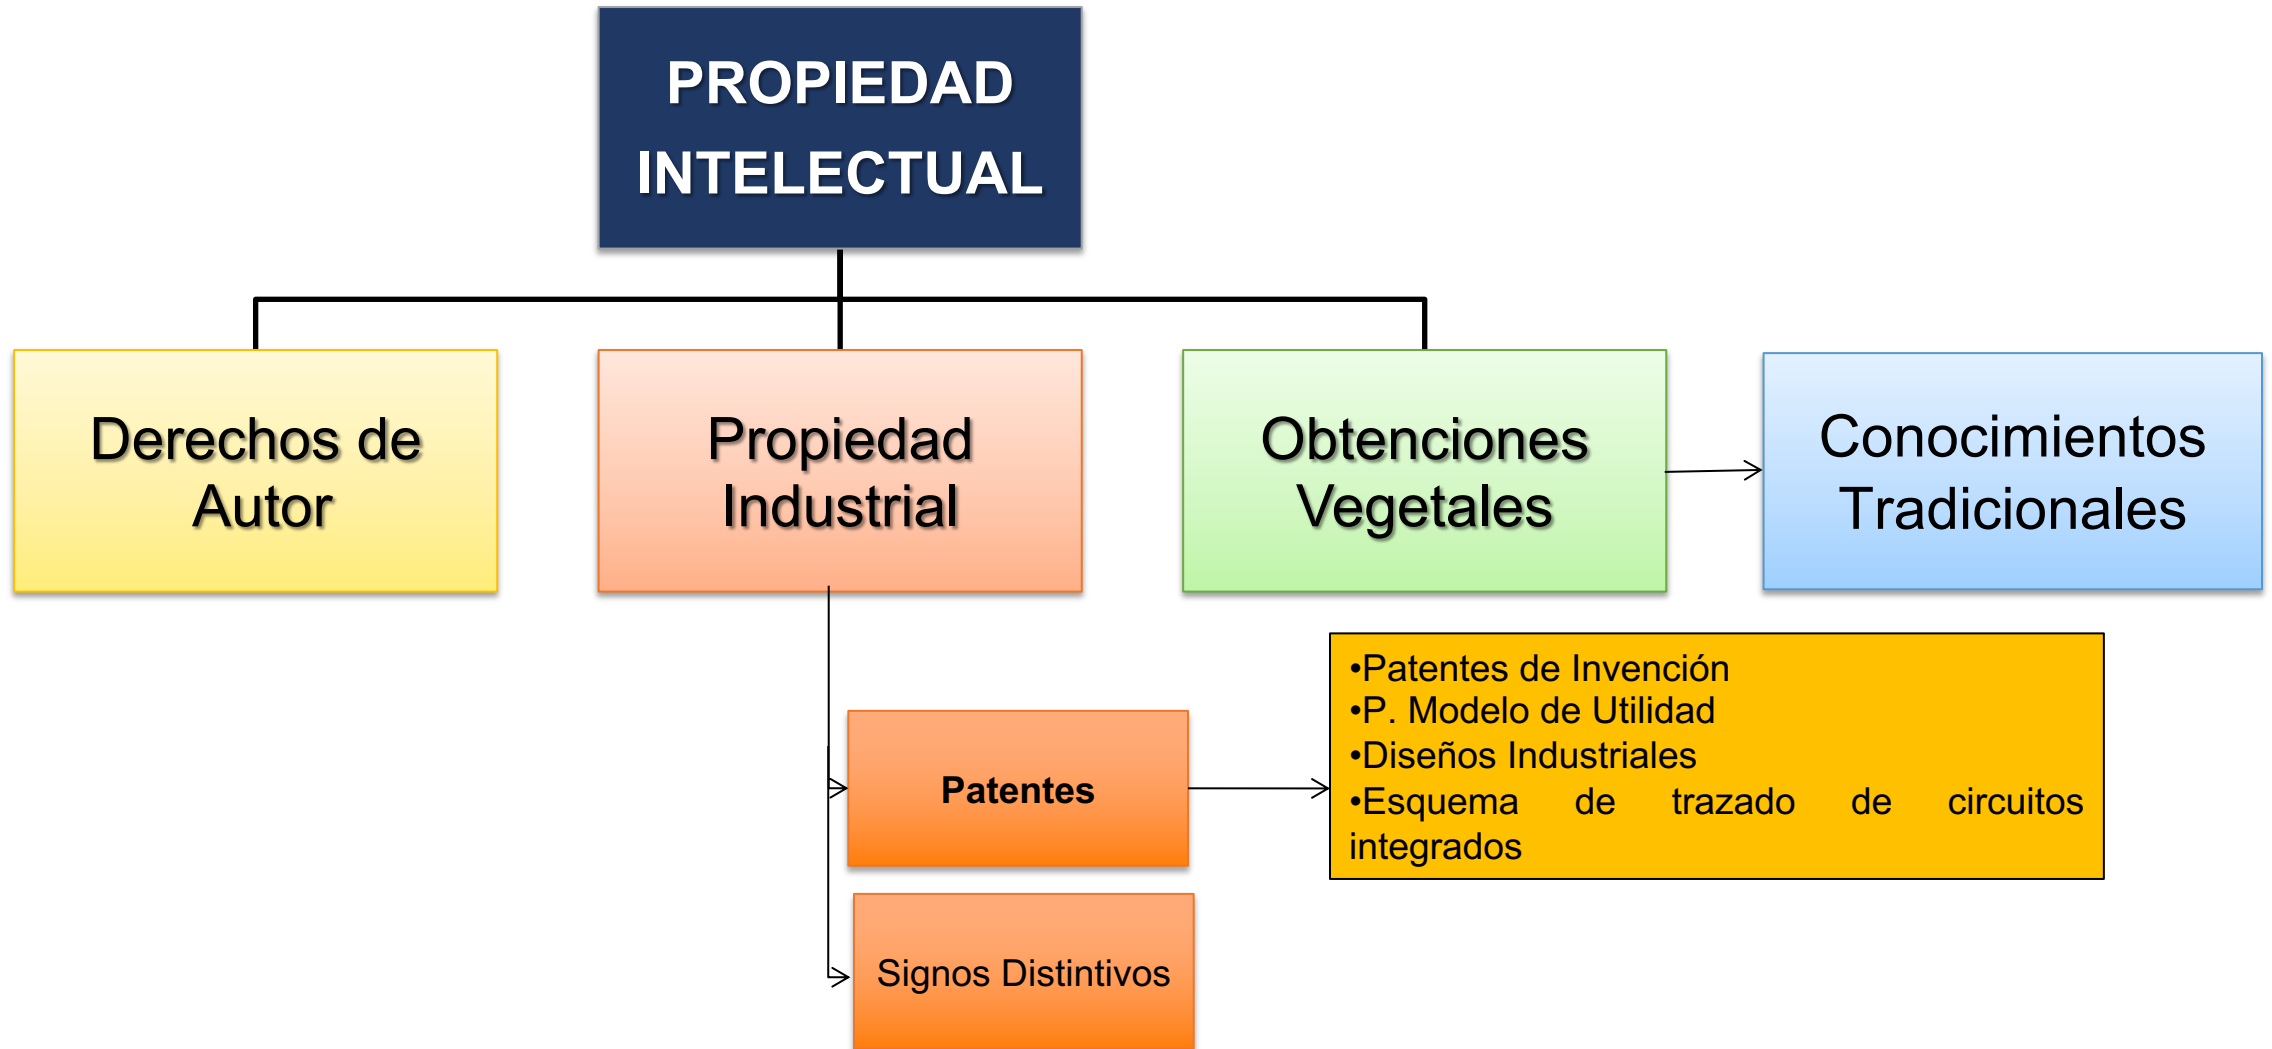 PROPIEDAD
INTELECTUAL
Derechos de
Autor
Propiedad
Industrial
Obtenciones
Vegetales
Conocimientos
Tradicionales
•Patentes de Invención
•P. Modelo de Utilidad
•Diseños Industriales
•Esquema de trazado de circuitos
integrados
Patentes
Signos Distintivos